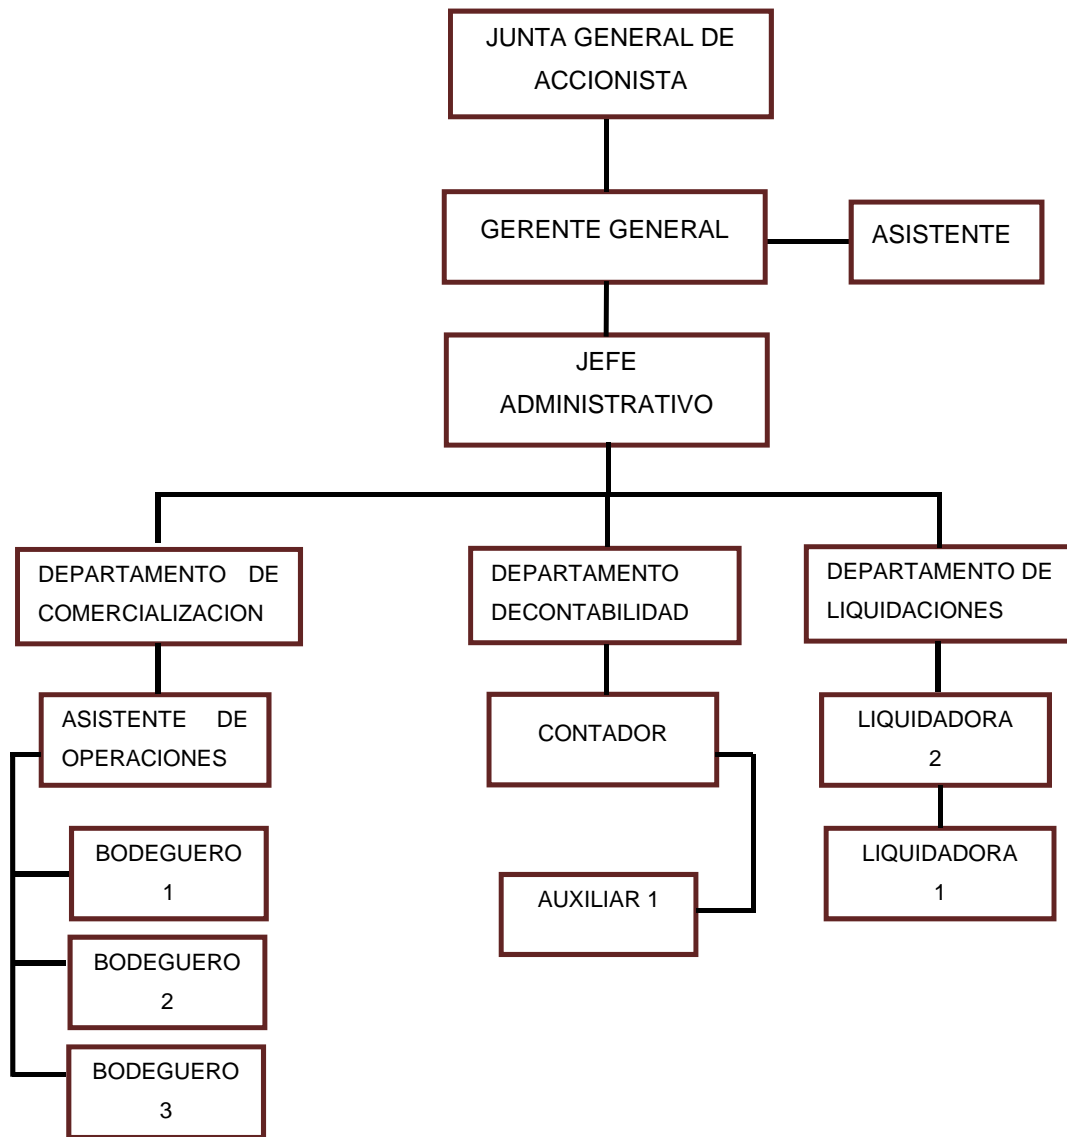 JUNTA GENERAL DE
ACCIONISTA
GERENTE GENERAL
ASISTENTE
JEFE
ADMINISTRATIVO
DEPARTAMENTO DE
COMERCIALIZACION
DEPARTAMENTO
DECONTABILIDAD
DEPARTAMENTO DE
LIQUIDACIONES
ASISTENTE DE
OPERACIONES
CONTADOR
LIQUIDADORA
2
BODEGUERO
1
AUXILIAR 1
LIQUIDADORA
1
BODEGUERO
2
BODEGUERO
3